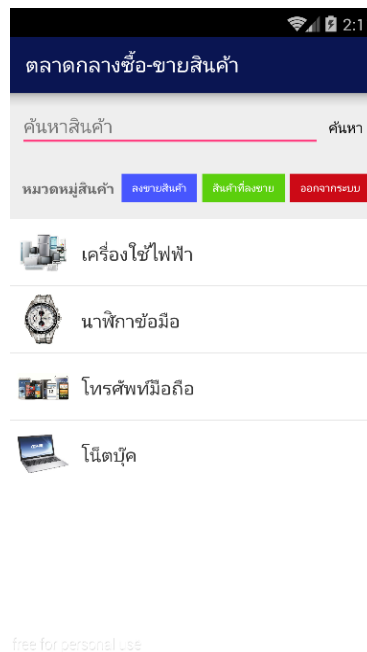 2:1
ตลาดกลางซื้อ-ขายสินค้า
ค้นหาสินค้า ค้นหา
หมวดหมู่สินค้า ลงขายสินค้า สินค้าที่ลงขาย ออกจากระบบ
เครื่องใช้ไฟฟ้า
นาฬิกาข้อมือ
โทรศัพท์มือถือ
โน็ตบุ๊ค
free for personal use